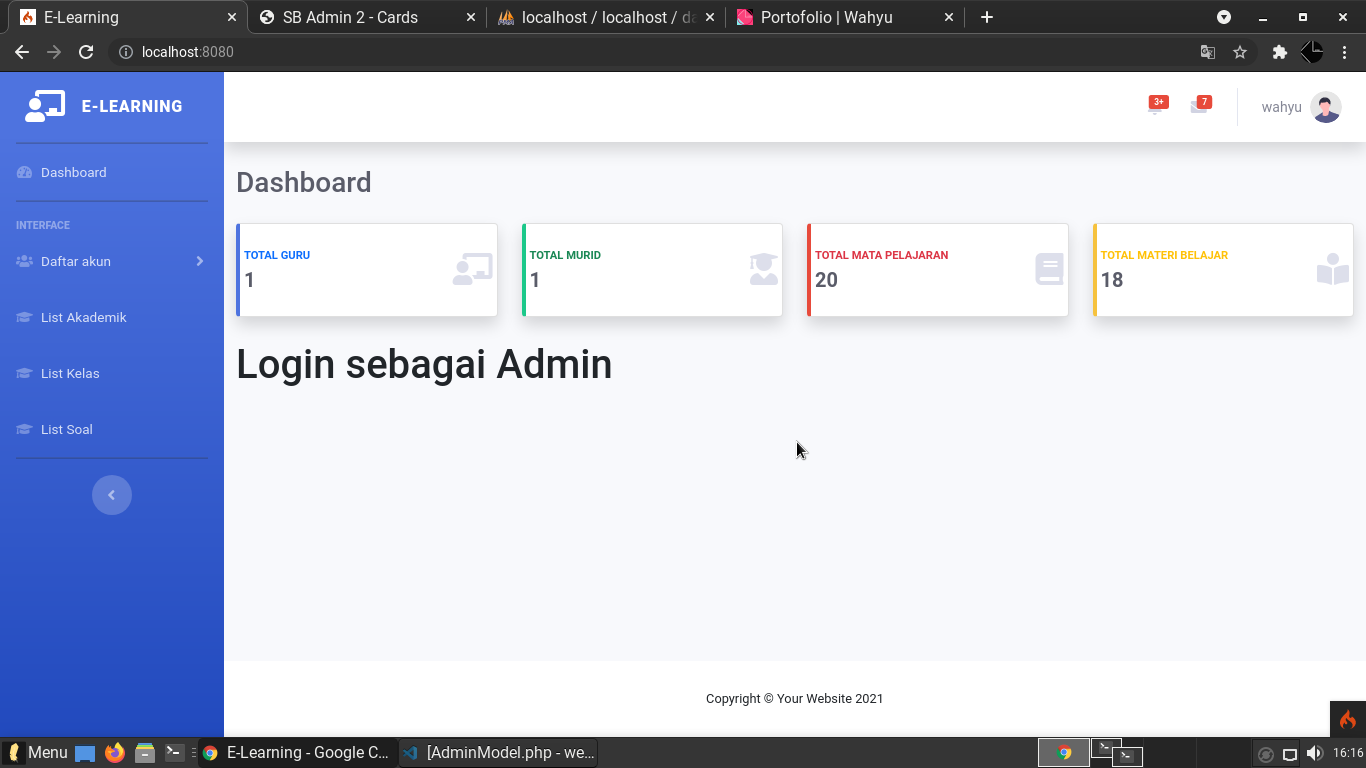 E-Learning
SB Admin 2 - Cards
localhost / localhost / da
Portofolio | Wahyu
localhost:8080
E-LEARNING
3+
7
wahyu
Dashboard
Dashboard
INTERFACE
Daftar akun
List Akademik
List Kelas
List Soal
TOTAL GURU
1
TOTAL MURID
1
TOTAL MATA PELAJARAN
20
TOTAL MATERI BELAJAR
18
Login sebagai Admin
Copyright © Your Website 2021
Menu
E-Learning - Google C...
[AdminModel.php - we...
16:16